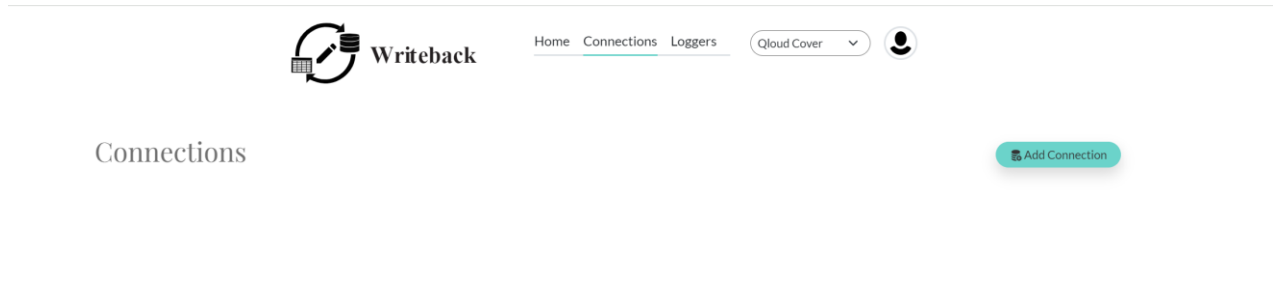 Writeback
Home Connections Loggers
Qloud Cover
Connections
Add Connection